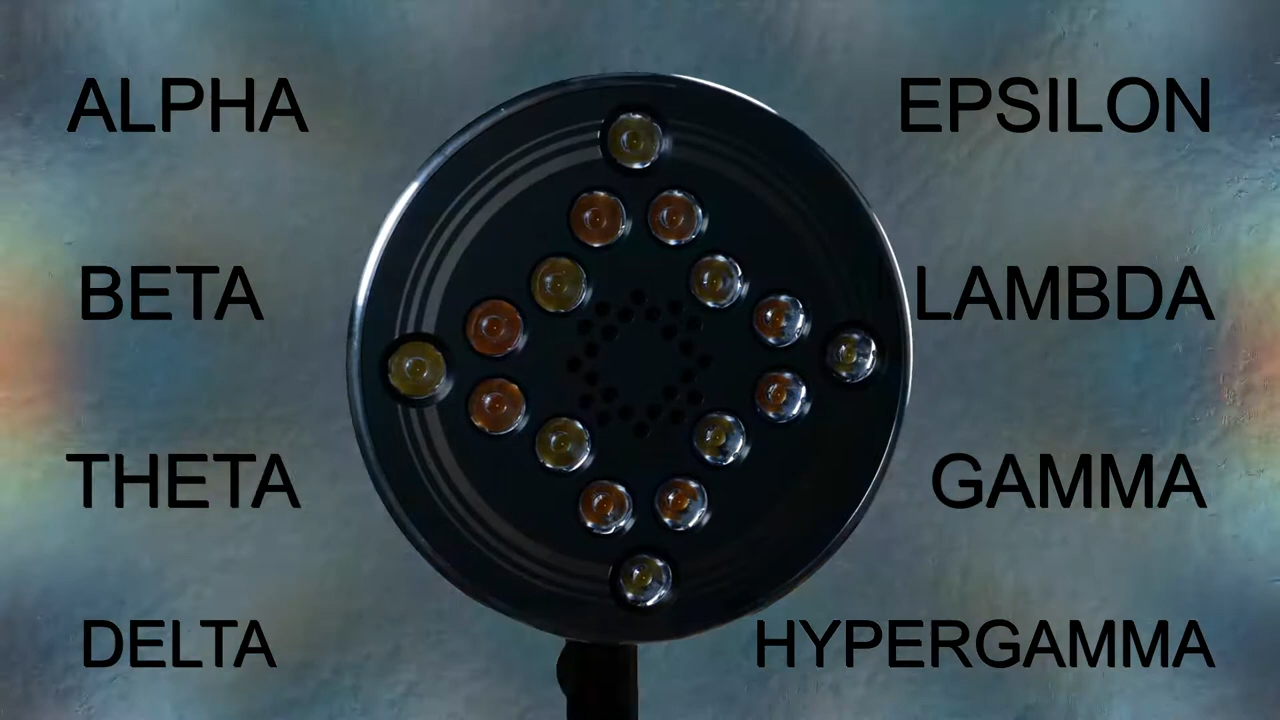 ALPHA
BETA
THETA
DELTA
EPSILON
LAMBDA
GAMMA
HYPERGAMMA